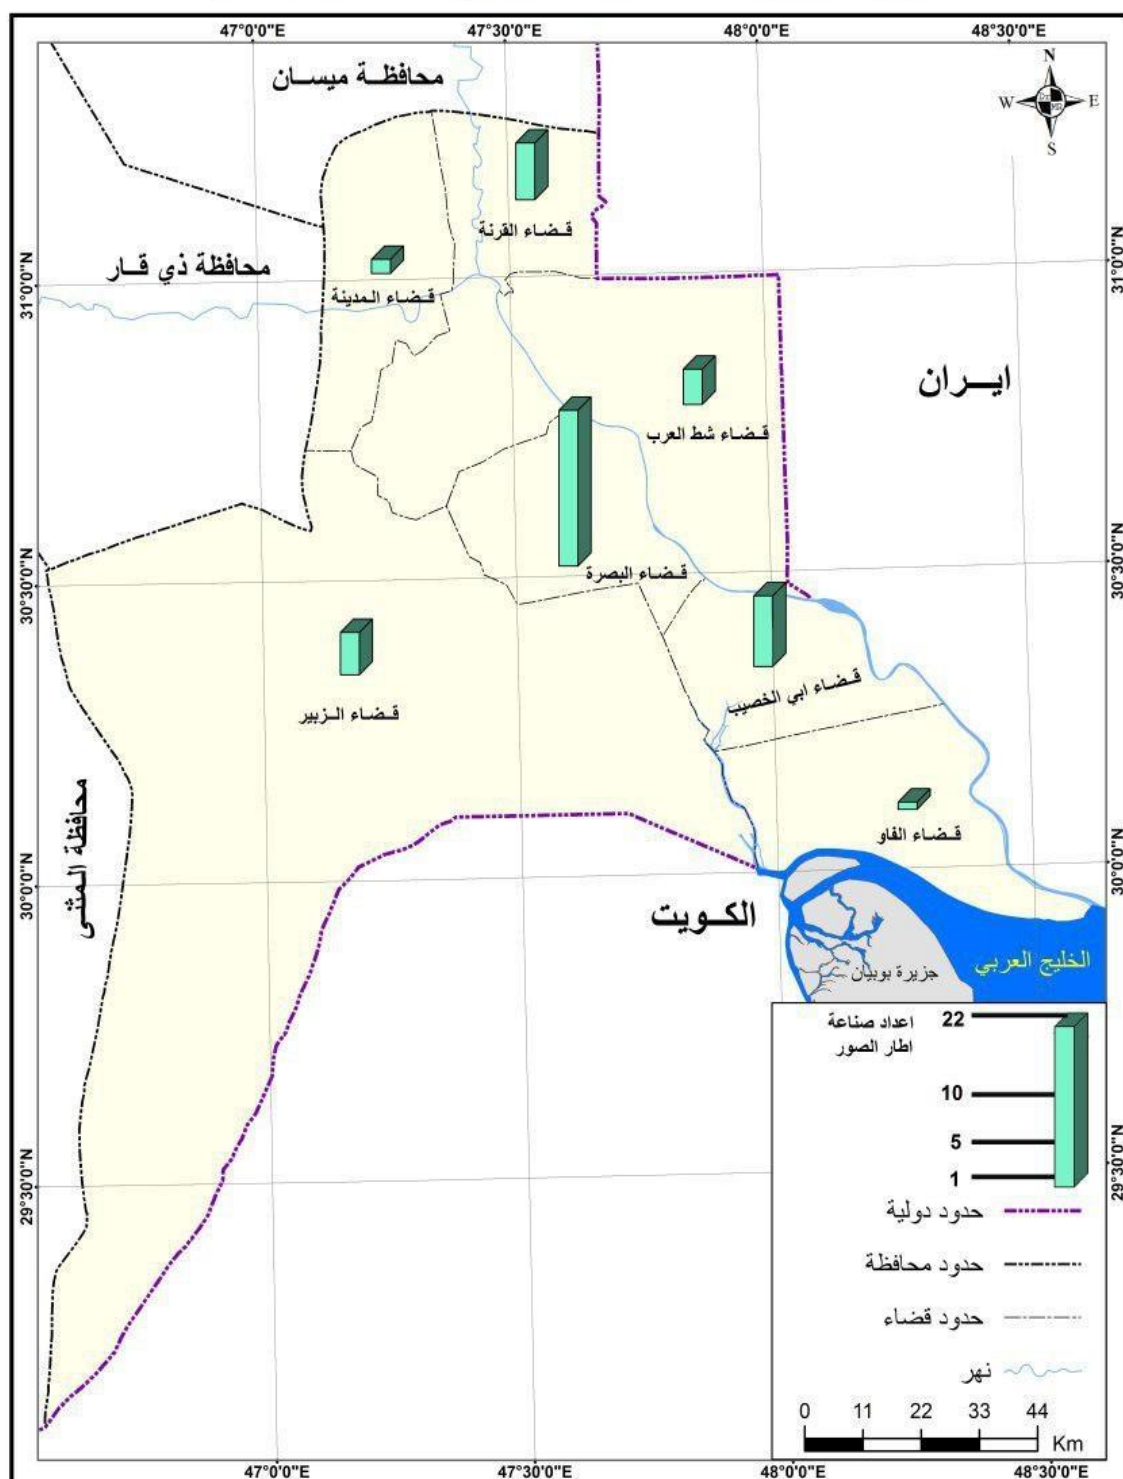 47°0'0"E 47°30'0"E 48°0'0"E 48°30'0"E
N
W E
S
محافظة ميسان
قضاء القرنة
محافظة ذي قار
قضاء المدينة
31°0'0"N
31°0'0"N
ايران
قضاء شط العرب
قضاء البصرة
30°30'0"N
30°30'0"N
قضاء ابي الخصيب
قضاء الزبير
محافظة المثنى
قضاء الفاو
30°0'0"N
30°0'0"N
الكويت
الخليج العربي
جزيرة بوبيان
اعداد صناعة
اطار الصور
22
10
5
1
29°30'0"N
29°30'0"N
حدود دولية
حدود محافظة
حدود قضاء
نهر
0 11 22 33 44
Km
47°0'0"E 47°30'0"E 48°0'0"E 48°30'0"E